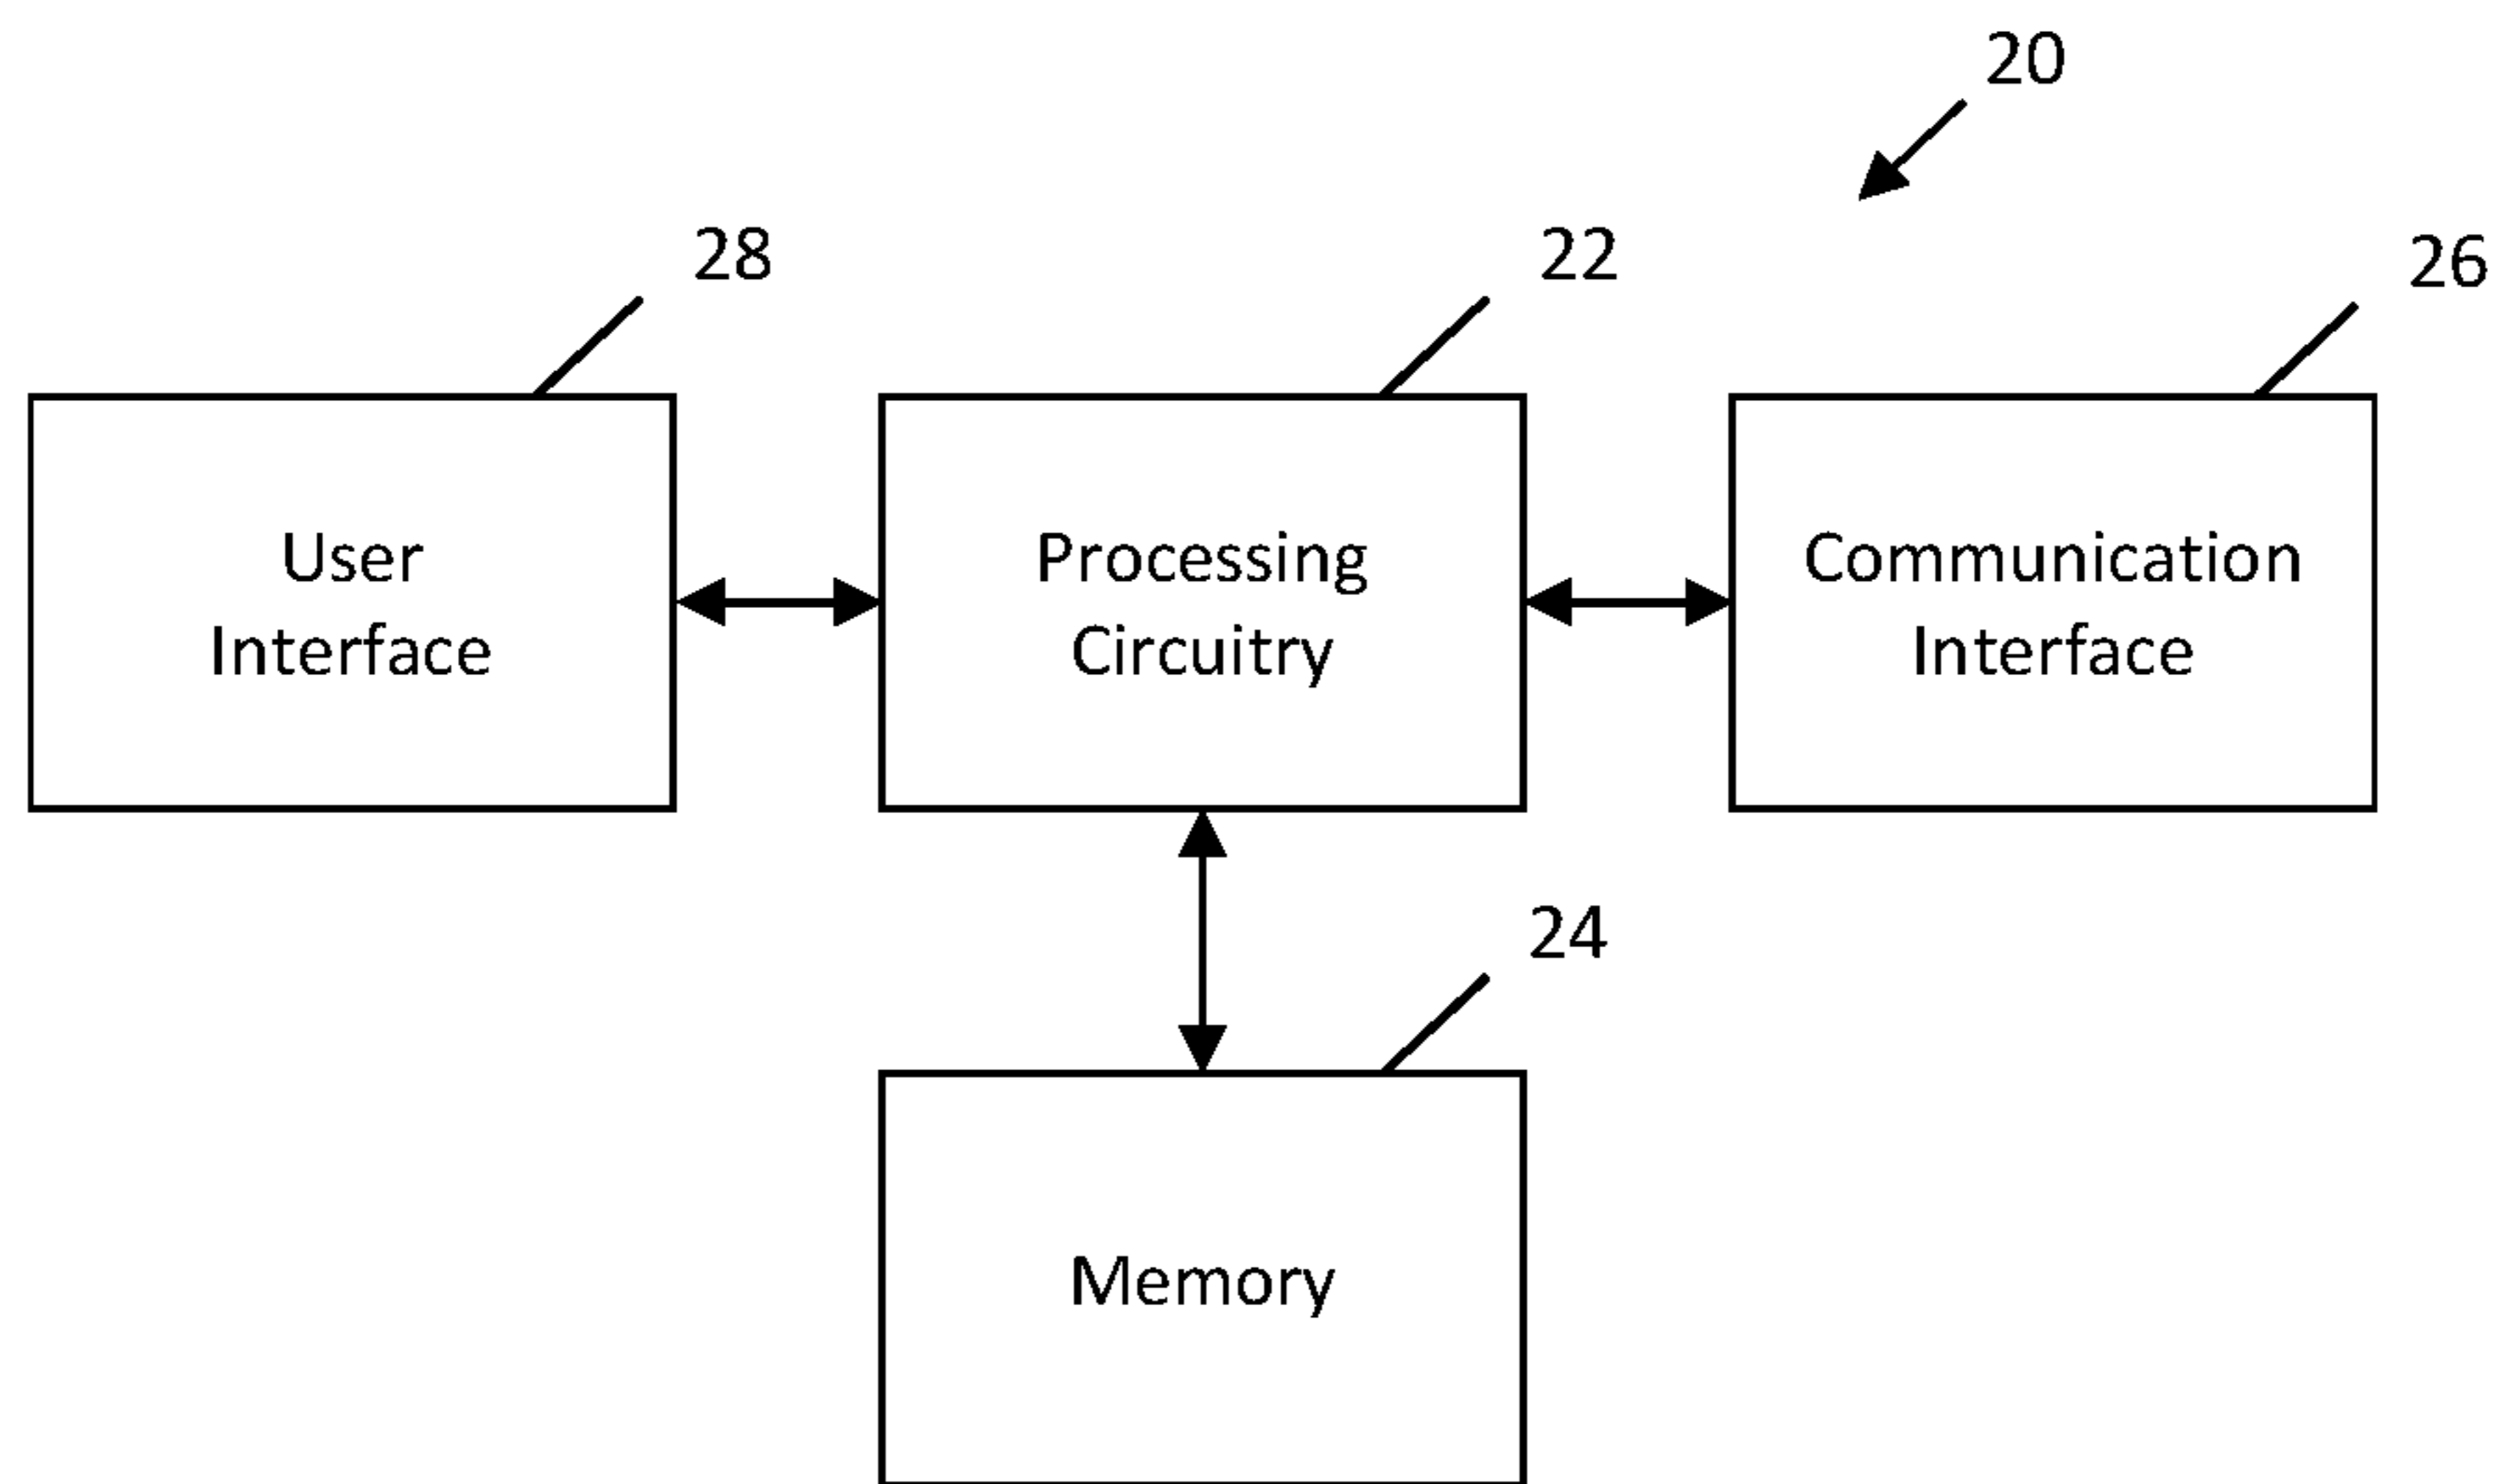 20
28
22
26
User
Interface
Processing
Circuitry
Communication
Interface
24
Memory